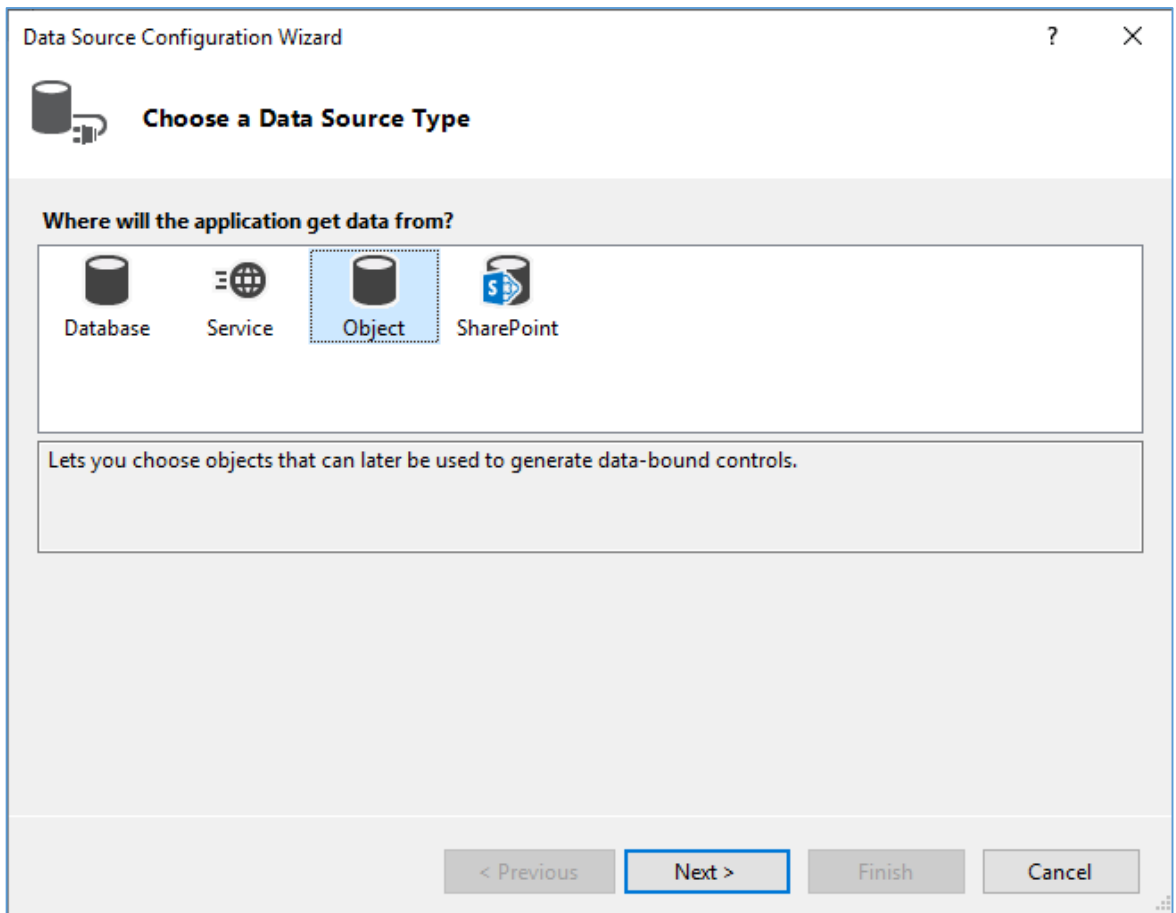 Data Source Configuration Wizard ?
Choose a Data Source Type
Where will the application get data from?
Database Service Object SharePoint
Lets you choose objects that can later be used to generate data-bound controls.
< Previous Next > Finish Cancel